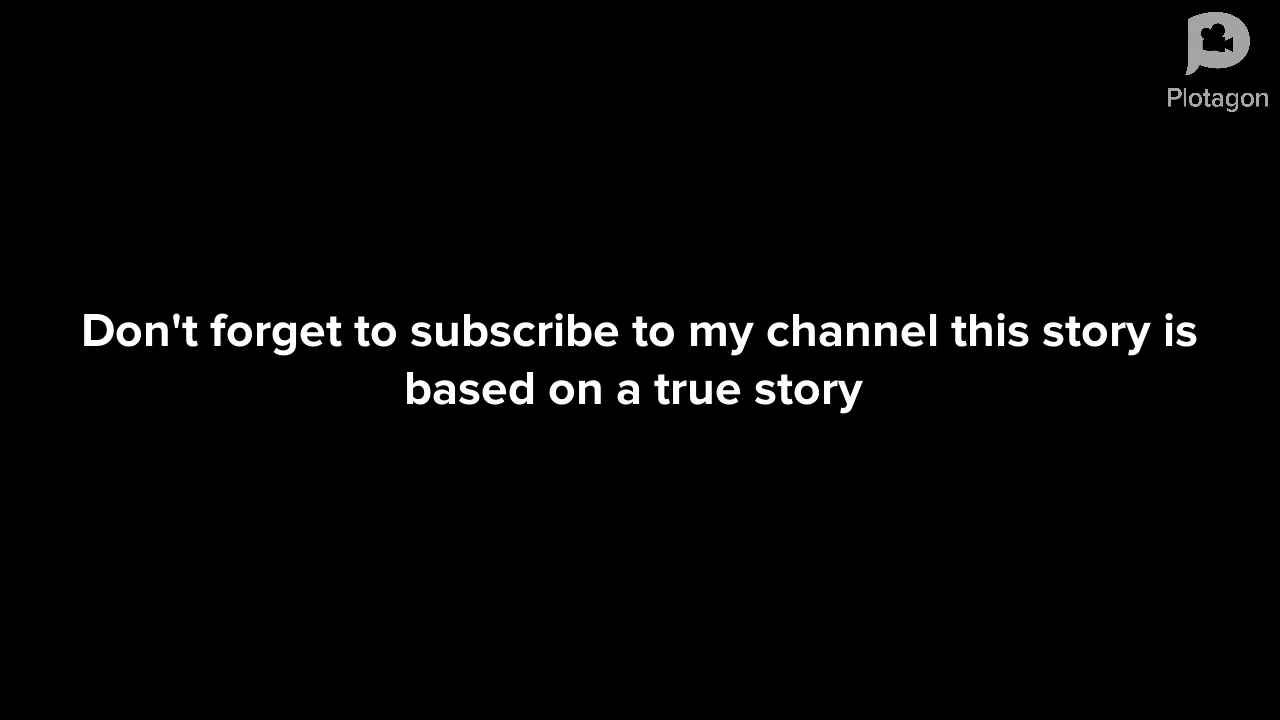 Plotagon
Don't forget to subscribe to my channel this story is
based on a true story